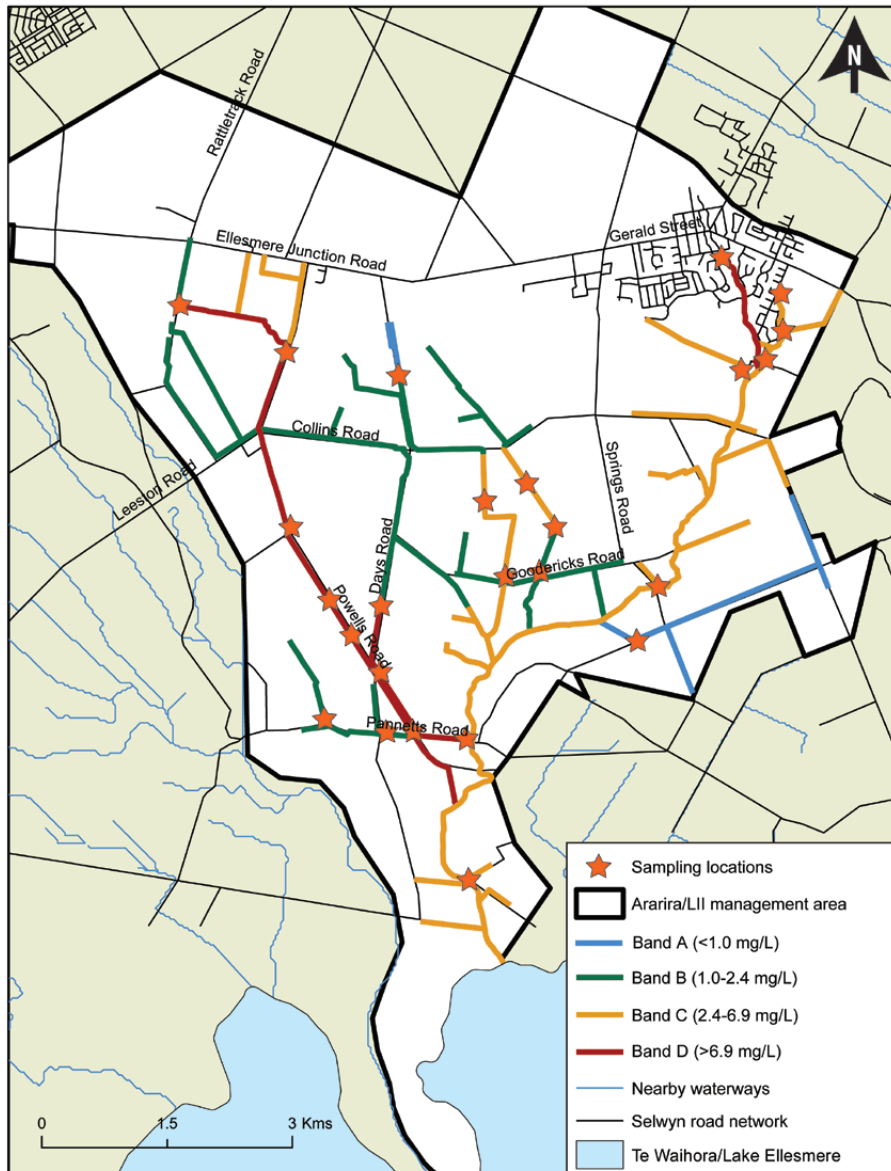 N
Rattletrack Road
Ellesmere Junction Road
Gerald Street
Collins Road
Leeston Road
Springs Road
Days Road
Goodericks Road
Powells Road
Pannetts Road
Sampling locations
Ararira/LII management area
Band A (<1.0 mg/L)
Band B (1.0-2.4 mg/L)
Band C (2.4-6.9 mg/L)
Band D (>6.9 mg/L)
Nearby waterways
Selwyn road network
Te Waihora/Lake Ellesmere
0 1.5 3 Kms